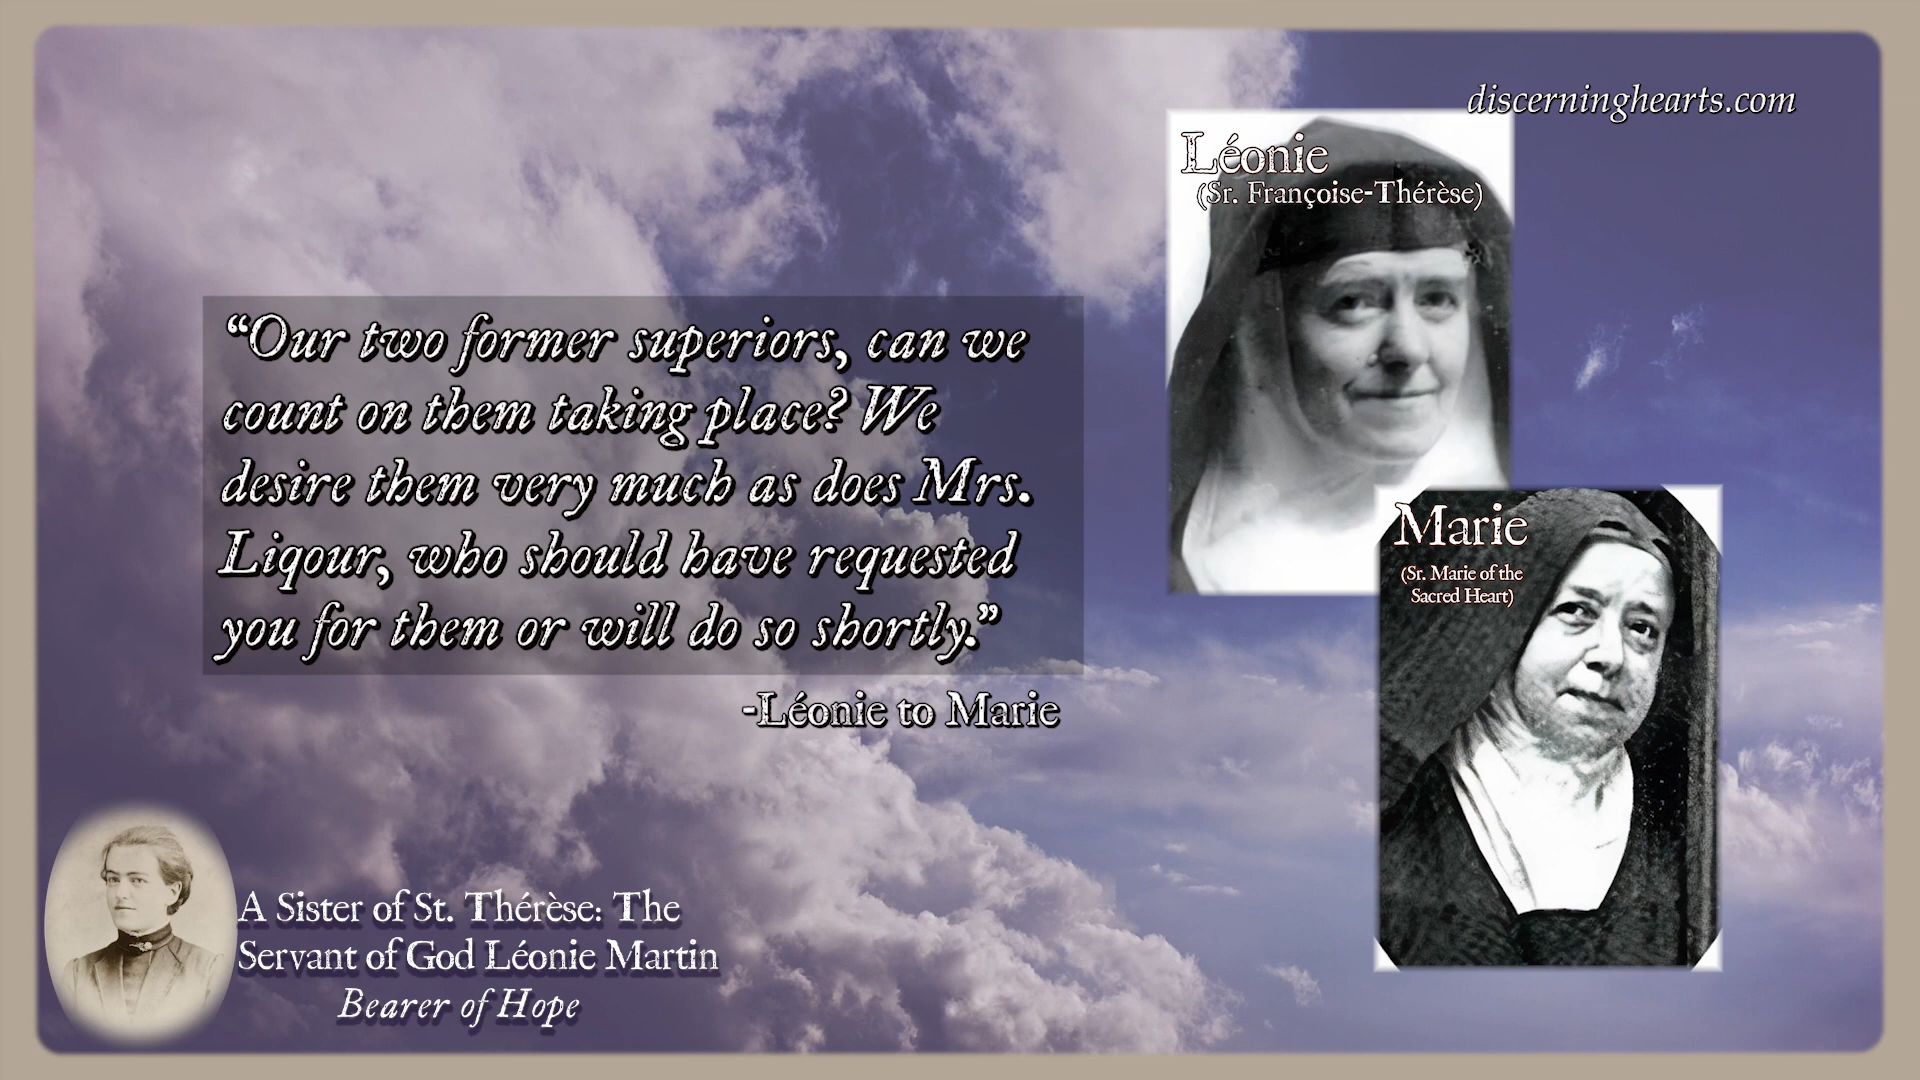 discerninghearts.com
Léonie
(Sr. Françoise-Thérèse)
“Our two former superiors, can we
count on them taking place? We
desire them very much as does Mrs.
Liqour, who should have requested
you for them or will do so shortly.”
-Léonie to Marie
Marie
(Sr. Marie of the
Sacred Heart)
A Sister of St. Thérèse: The
Servant of God Léonie Martin
Bearer of Hope